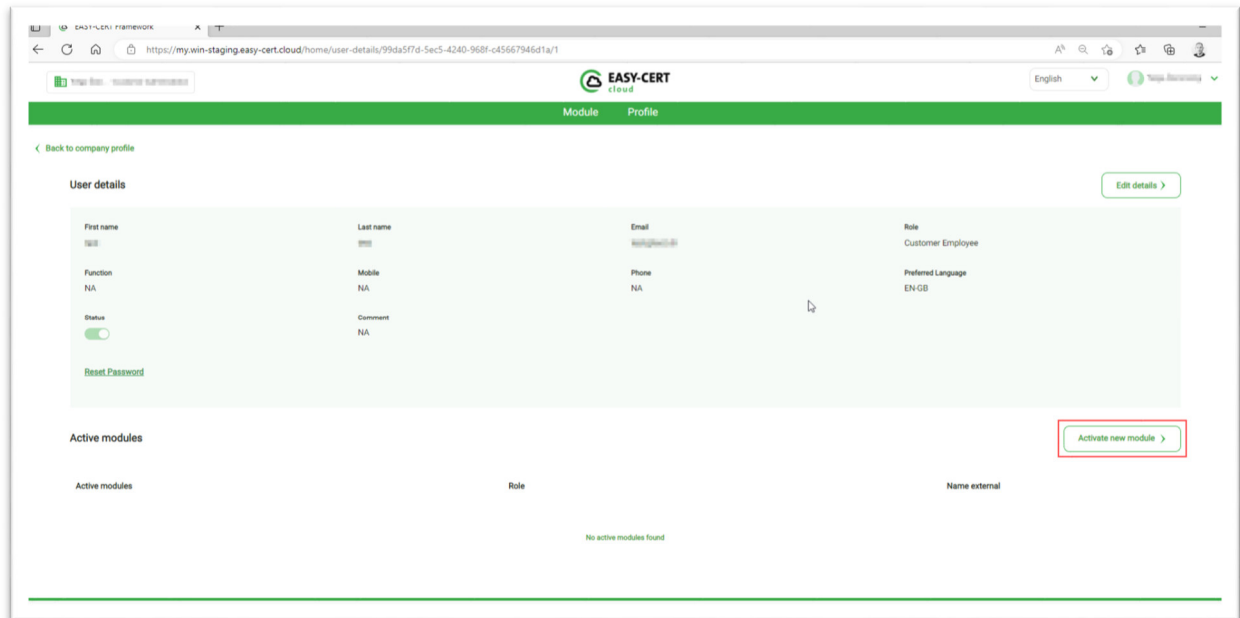 EASY-CERT Framework
https://my.win-staging.easy-cert.cloud/home/user-details/99da5f7d-5ec5-4240-968f-c45667946d1a/1
EASY-CERT
cloud
English
Module Profile
Back to company profile
User details
Edit details
First name Last name Email Role
Customer Employee
Function Mobile Phone Preferred Language
NA NA NA EN-GB
Status Comment
NA
Reset Password
Active modules
Activate new module
Active modules Role Name external
No active modules found